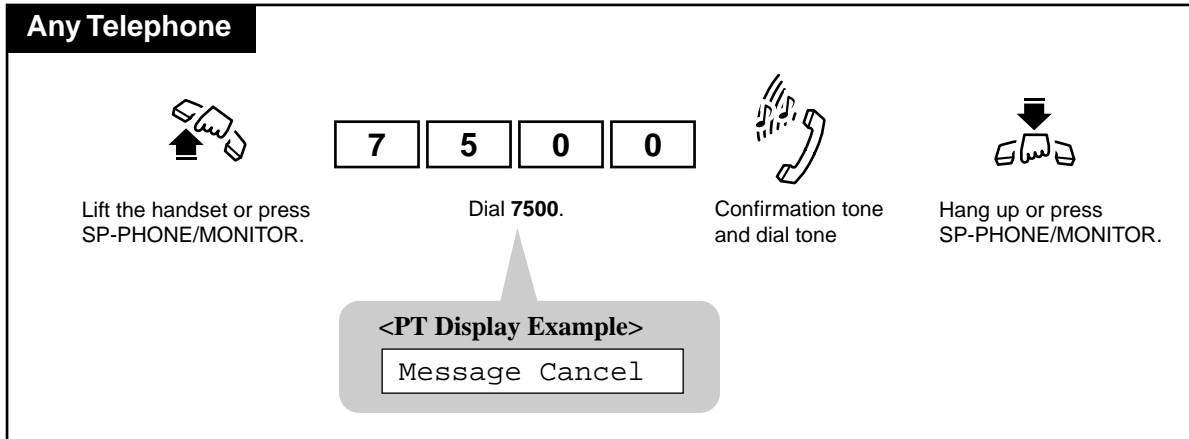 Any Telephone
7 5 0 0
Lift the handset or press
SP-PHONE/MONITOR.
Dial 7500.
Confirmation tone
and dial tone
Hang up or press
SP-PHONE/MONITOR.
<PT Display Example>
Message Cancel